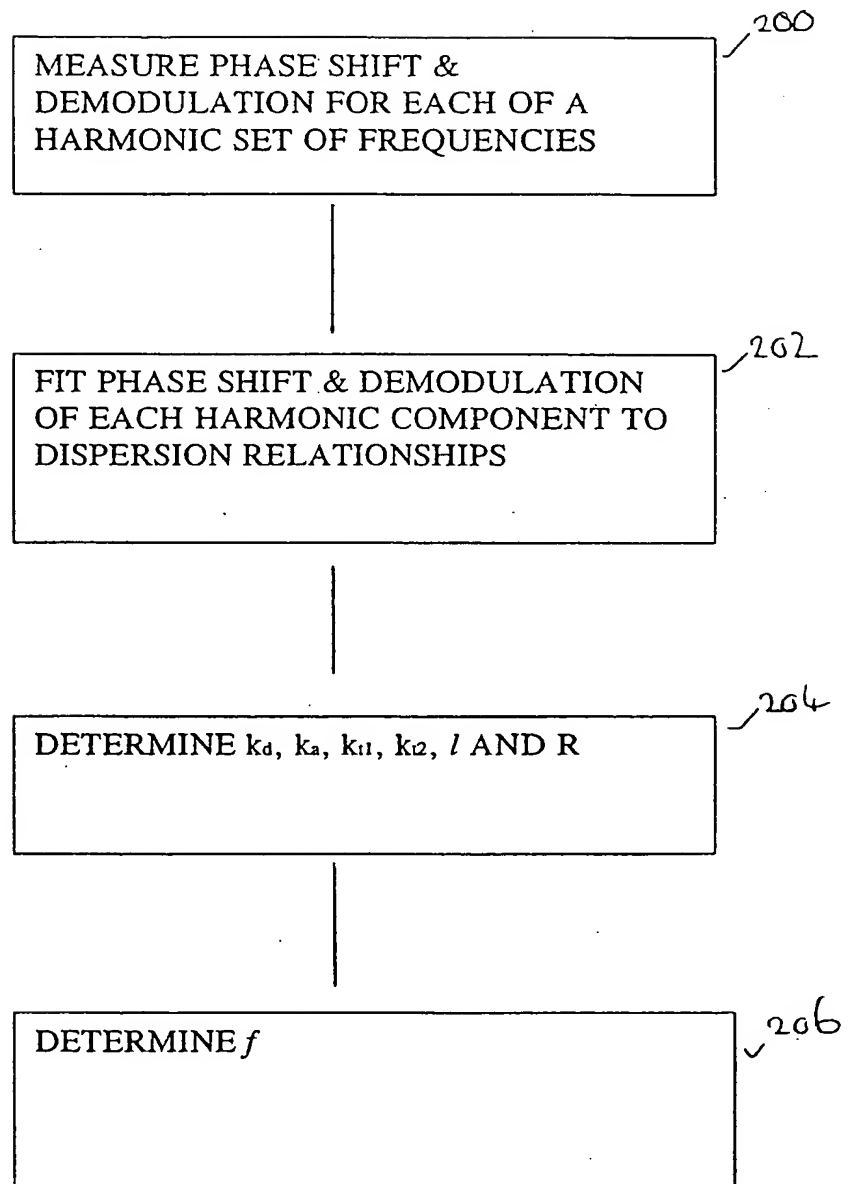 200
MEASURE PHASE SHIFT &
DEMODULATION FOR EACH OF A
HARMONIC SET OF FREQUENCIES
202
FIT PHASE SHIFT & DEMODULATION
OF EACH HARMONIC COMPONENT TO
DISPERSION RELATIONSHIPS
204
DETERMINE kd, ka, kt1, kt2, l AND R
206
DETERMINE f